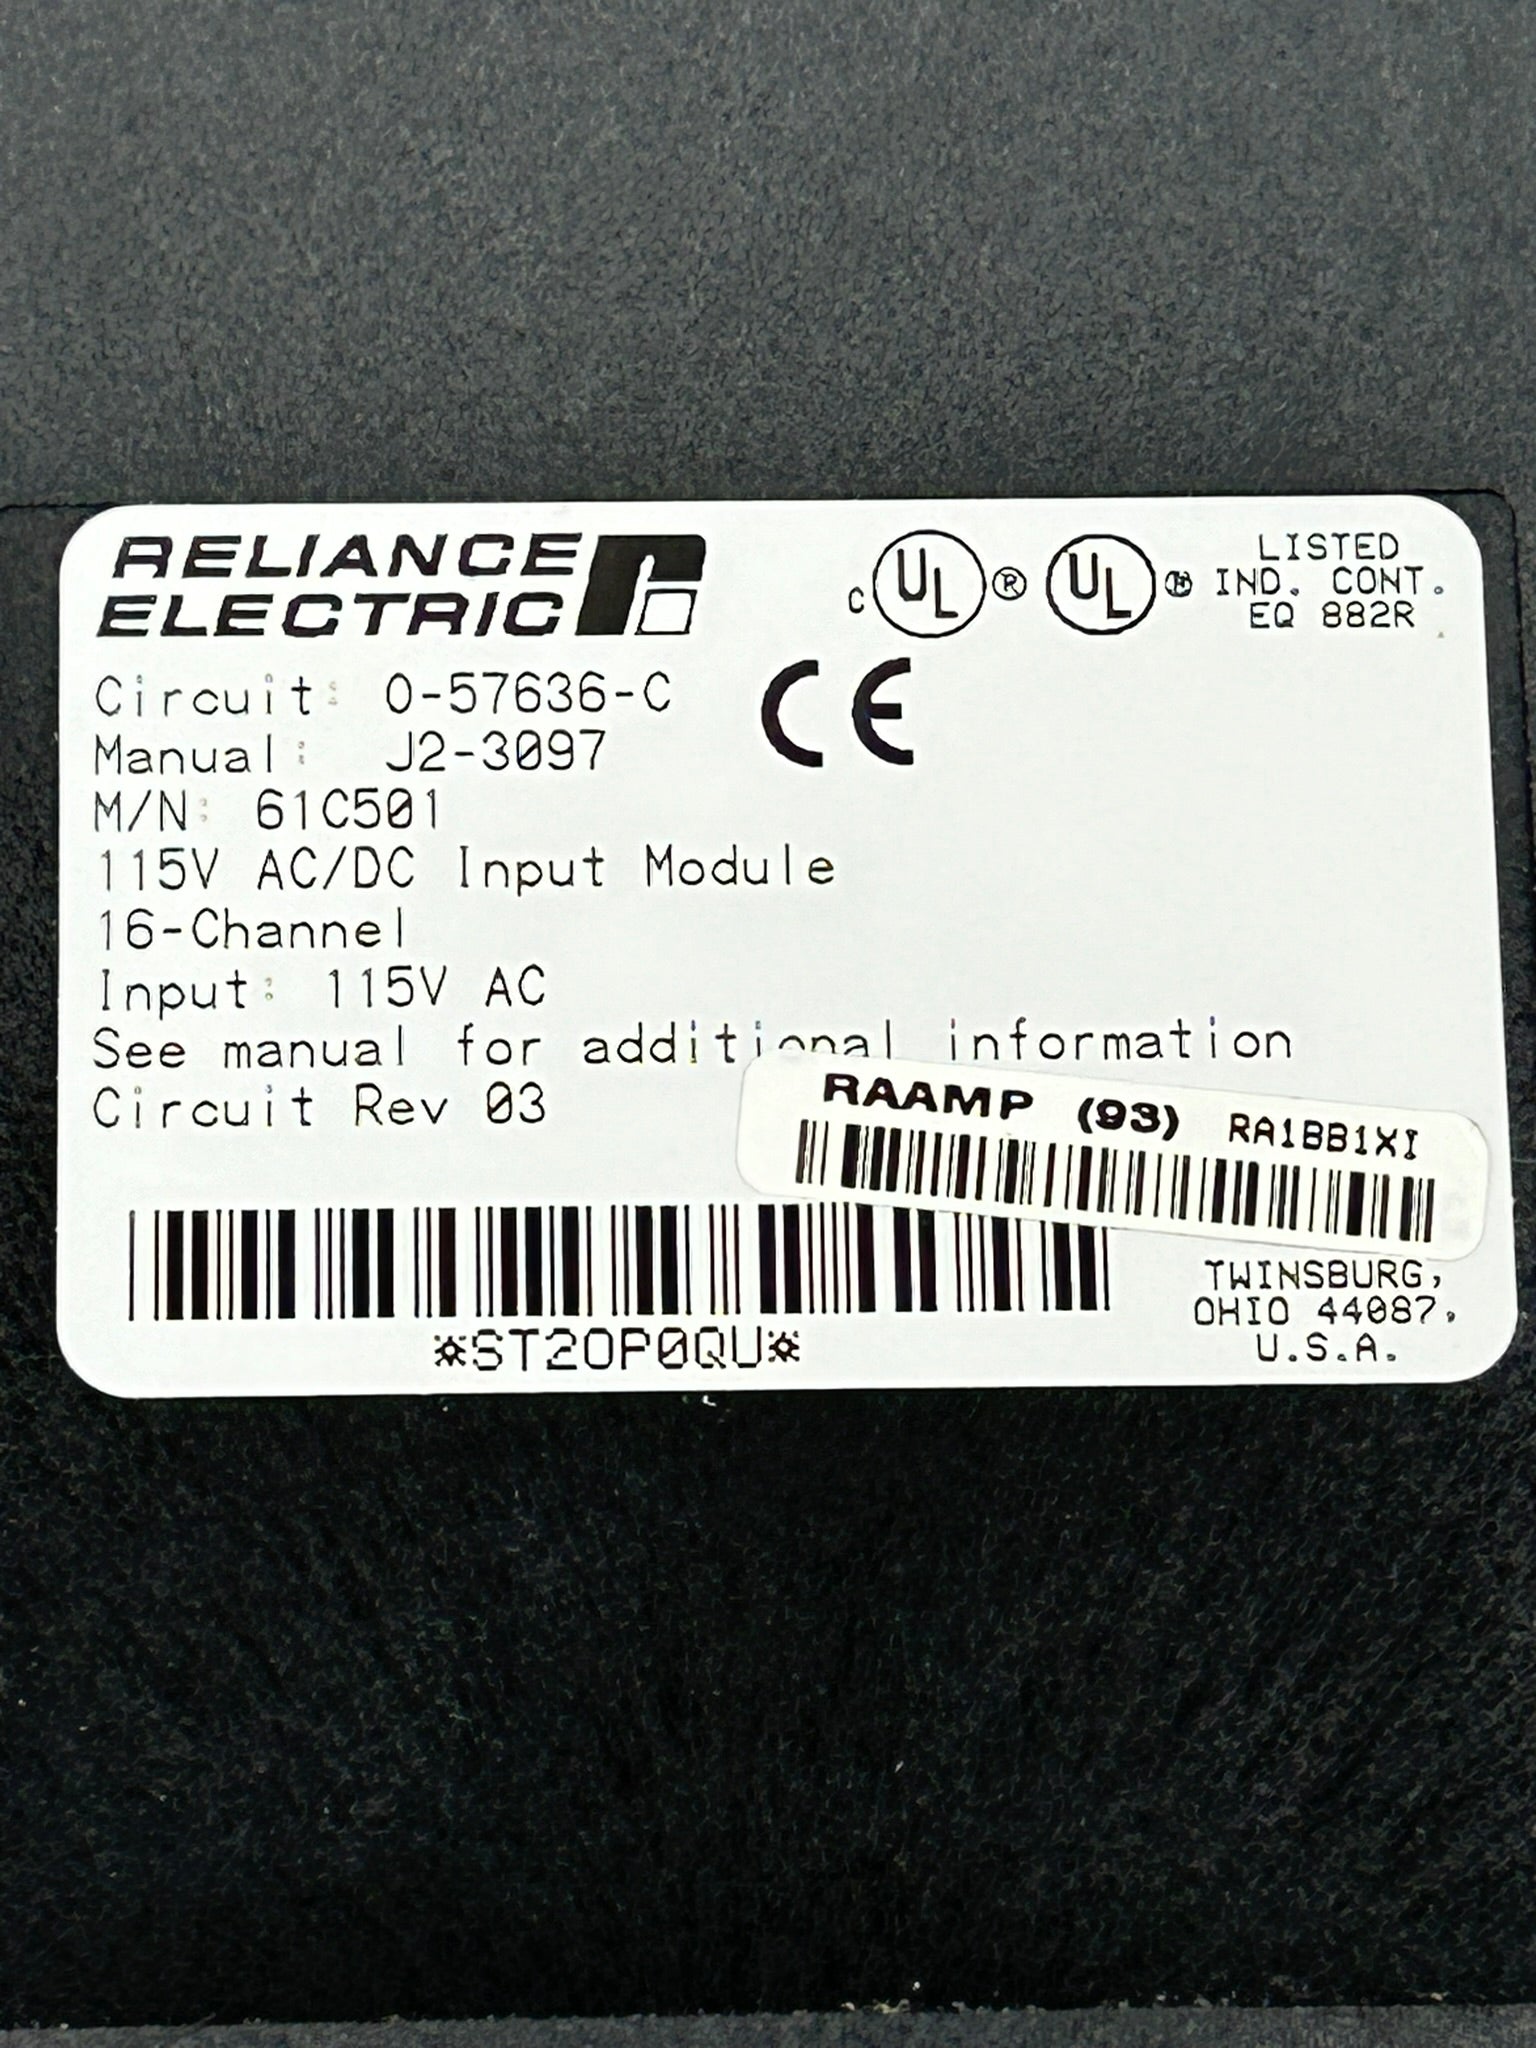 RELIANCE
ELECTRIC
c UL ® UL ®
LISTED
IND. CONT.
EQ 882R
CE
Circuit: 0-57636-C
Manual: J2-3097
M/N: 61C501
115V AC/DC Input Module
16-Channel
Input: 115V AC
See manual for additional information
Circuit Rev 03
RAAMP (93) RA1BB1XI
*ST2OP0QU*
TWINSBURG,
OHIO 44087,
U.S.A.